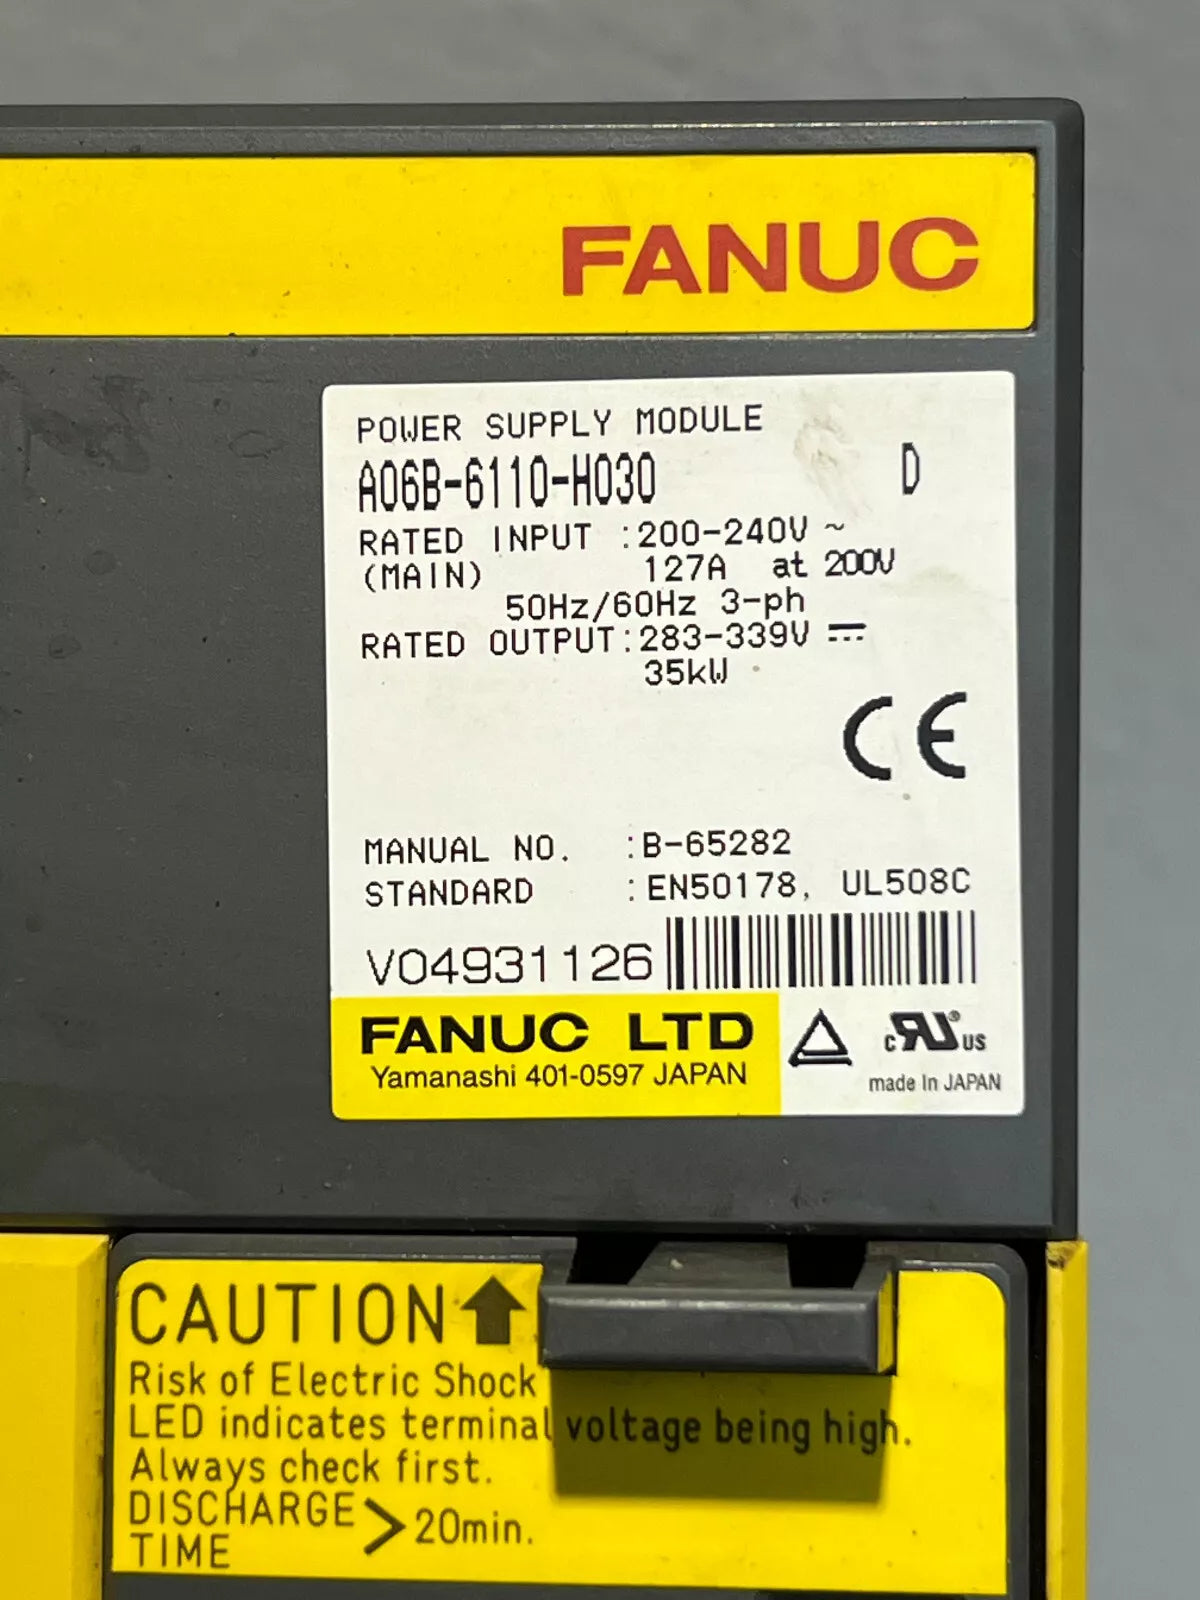 FANUC
POWER SUPPLY MODULE
A06B-6110-H030 D
RATED INPUT :200-240V ~
(MAIN) 127A at 200V
50Hz/60Hz 3-ph
RATED OUTPUT:283-339V ⎓
35kW
CE
MANUAL NO. :B-65282
STANDARD :EN50178, UL508C
V04931126
FANUC LTD
Yamanashi 401-0597 JAPAN
c RU® US
made In JAPAN
CAUTION
Risk of Electric Shock
LED indicates terminal voltage being high.
Always check first.
DISCHARGE
TIME > 20min.